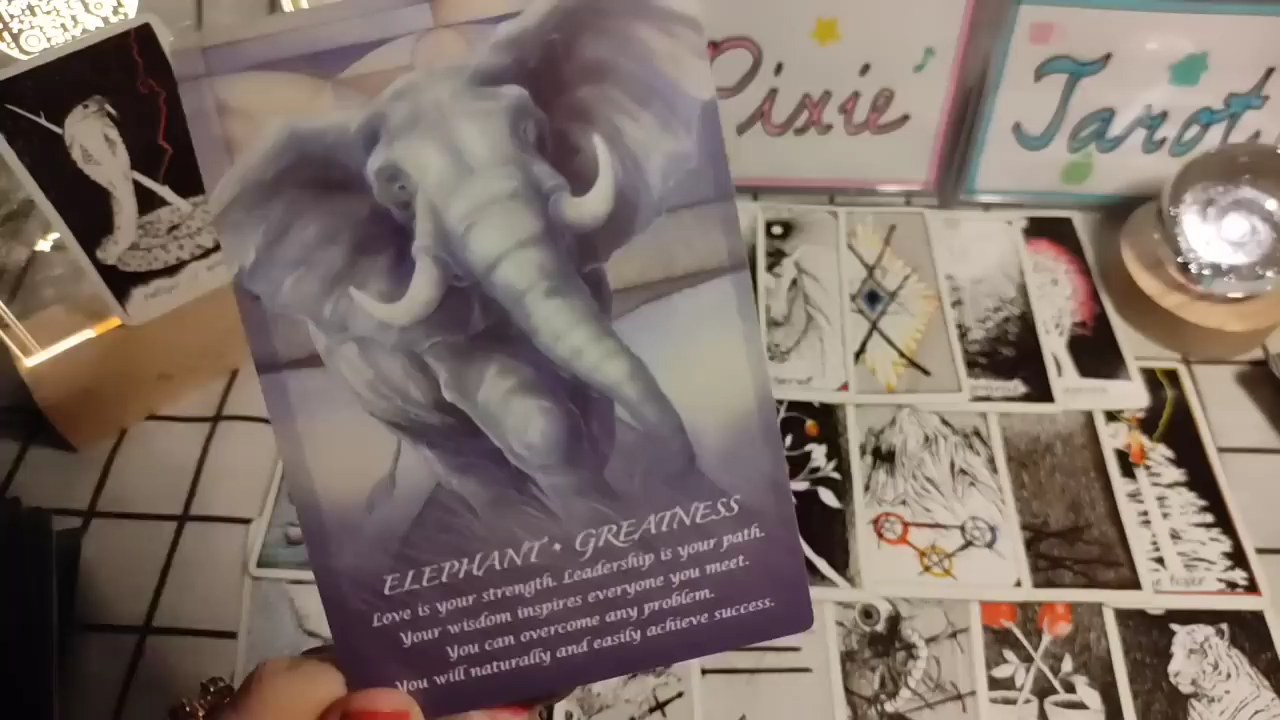 Pixie
Tarot
ELEPHANT • GREATNESS
Love is your strength. Leadership is your path.
Your wisdom inspires everyone you meet.
You can overcome any problem.
You will naturally and easily achieve success.